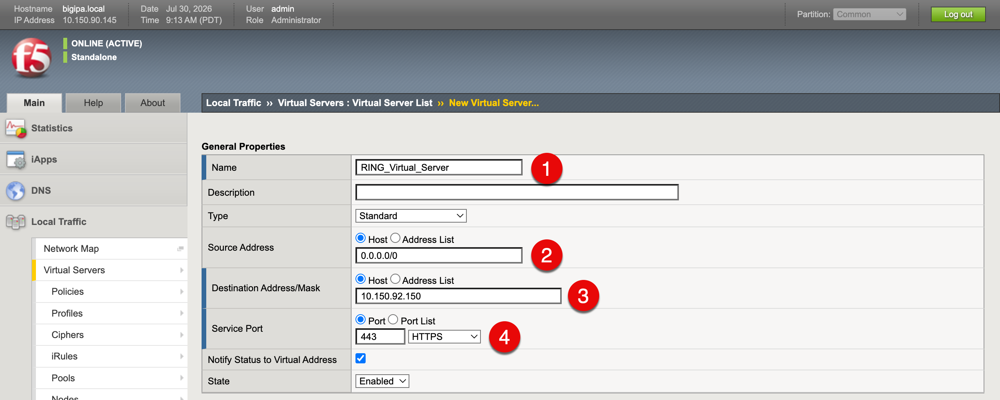 Hostname bigipa.local
IP Address 10.150.90.145
Date Jul 30, 2026
Time 9:13 AM (PDT)
User admin
Role Administrator
Partition: Common
Log out
f5
ONLINE (ACTIVE)
Standalone
Main
Help
About
Local Traffic ›› Virtual Servers : Virtual Server List ›› New Virtual Server...
Statistics
iApps
DNS
Local Traffic
Network Map
Virtual Servers
Policies
Profiles
Ciphers
iRules
Pools
Nodes
General Properties
Name RING_Virtual_Server 1
Description
Type Standard
Source Address
Host Address List
0.0.0.0/0 2
Destination Address/Mask
Host Address List
10.150.92.150 3
Service Port
Port Port List
443 HTTPS 4
Notify Status to Virtual Address
State Enabled